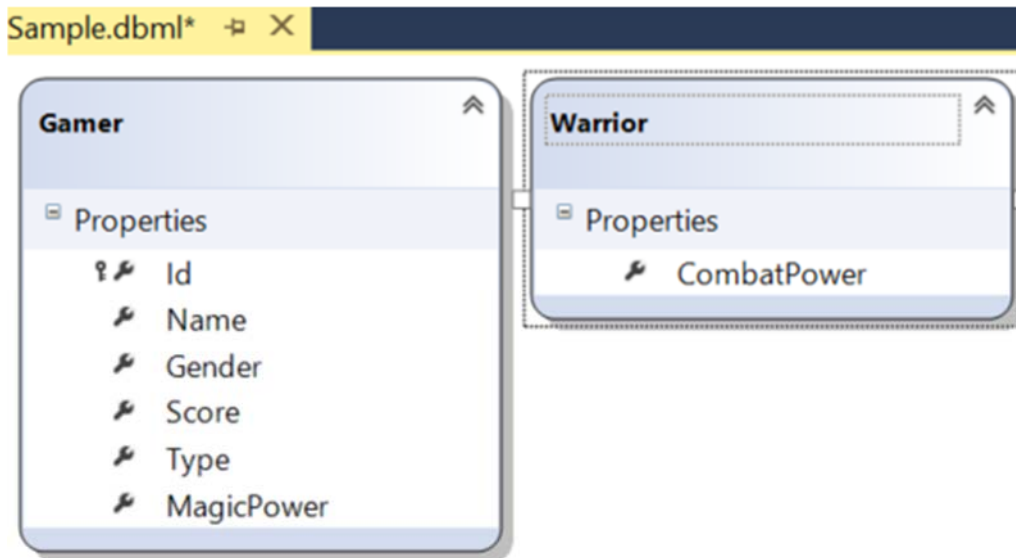 Sample.dbml*
Gamer
Properties
Id
Name
Gender
Score
Type
MagicPower
Warrior
Properties
CombatPower